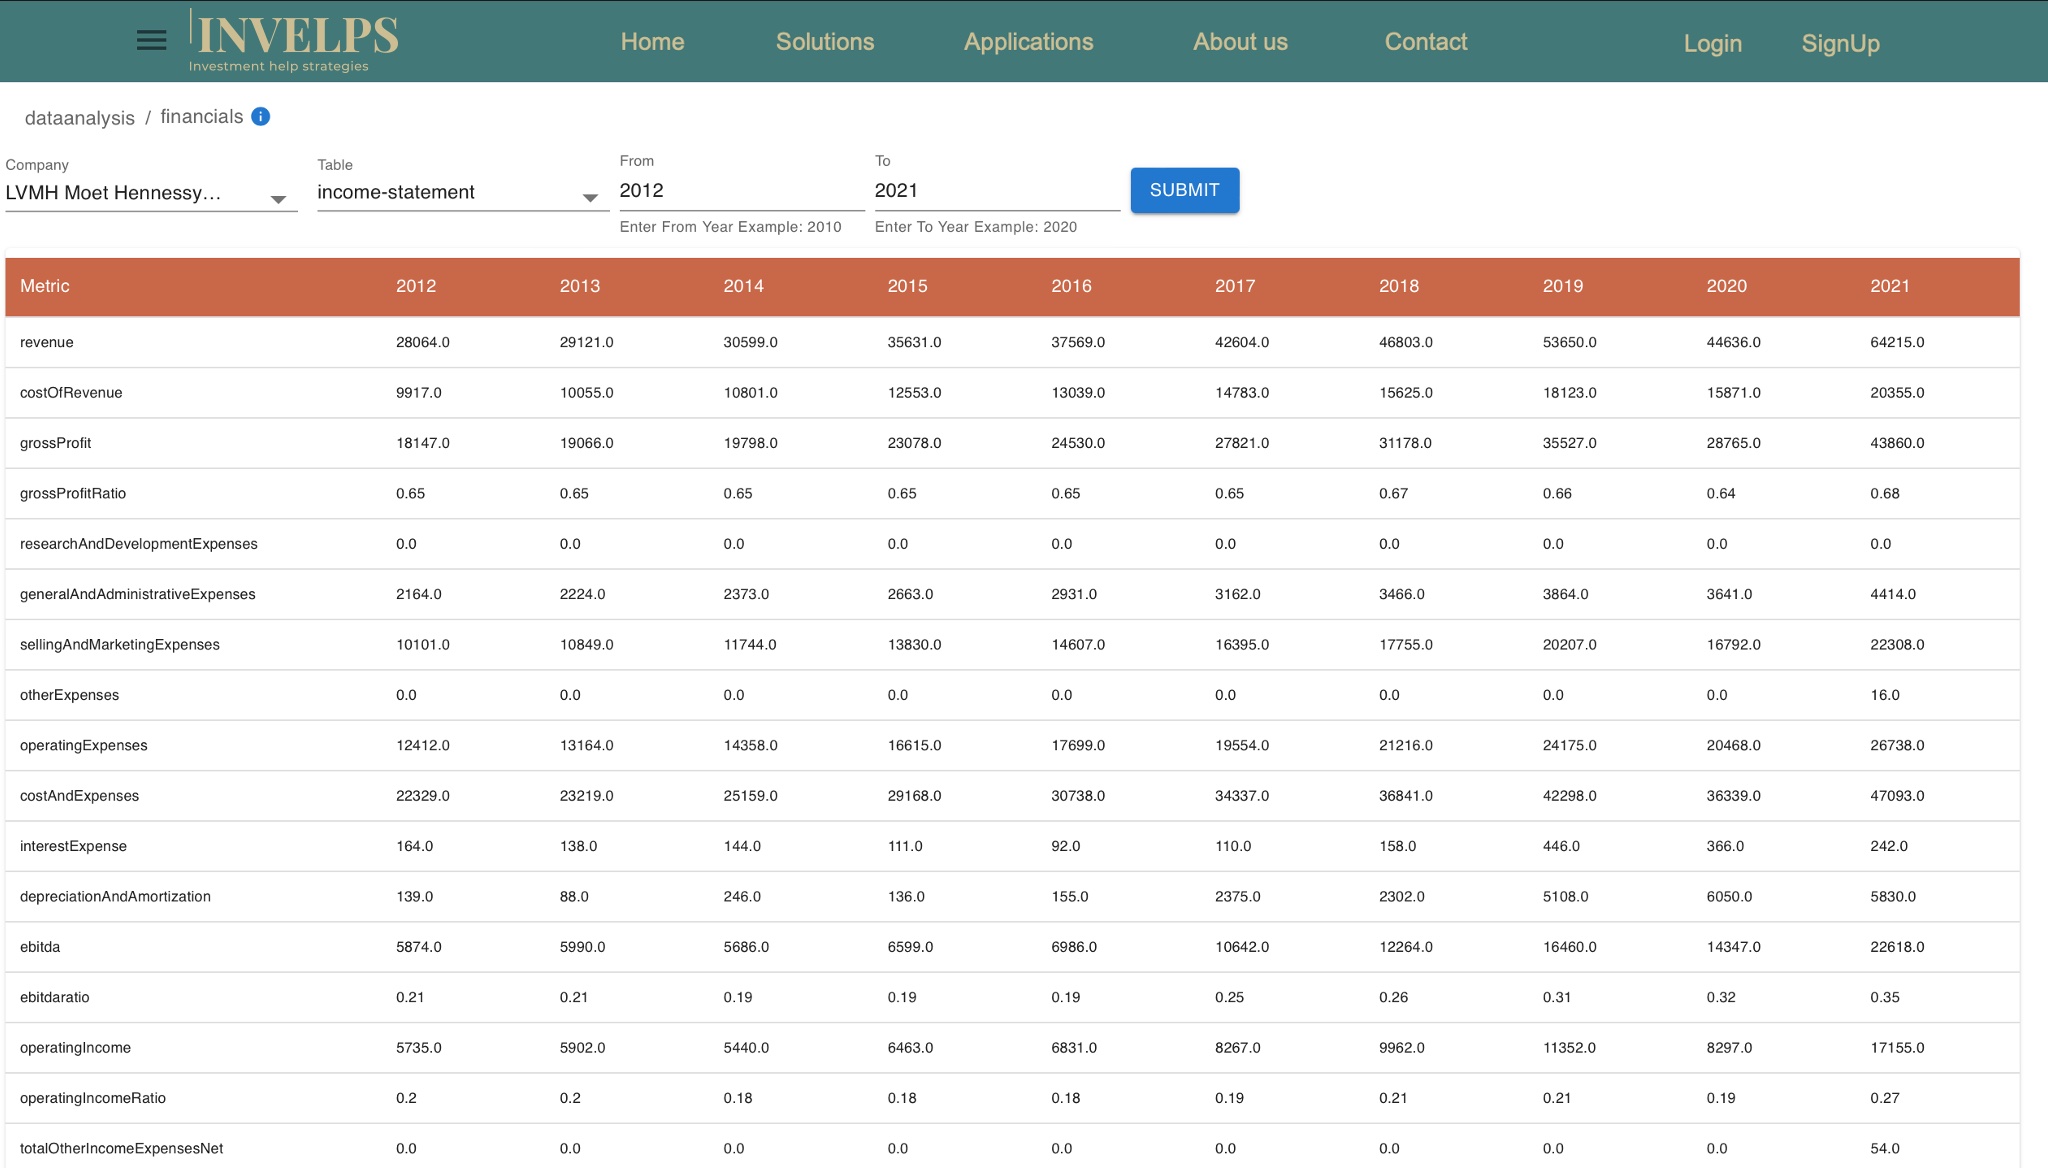 INVELPS
Investment help strategies
Home Solutions Applications About us Contact Login SignUp
dataanalysis / financials i
Company Table From To
LVMH Moet Hennessy... income-statement 2012 2021 SUBMIT
Enter From Year Example: 2010 Enter To Year Example: 2020
Metric 2012 2013 2014 2015 2016 2017 2018 2019 2020 2021
revenue 28064.0 29121.0 30599.0 35631.0 37569.0 42604.0 46803.0 53650.0 44636.0 64215.0
costOfRevenue 9917.0 10055.0 10801.0 12553.0 13039.0 14783.0 15625.0 18123.0 15871.0 20355.0
grossProfit 18147.0 19066.0 19798.0 23078.0 24530.0 27821.0 31178.0 35527.0 28765.0 43860.0
grossProfitRatio 0.65 0.65 0.65 0.65 0.65 0.65 0.67 0.66 0.64 0.68
researchAndDevelopmentExpenses 0.0 0.0 0.0 0.0 0.0 0.0 0.0 0.0 0.0 0.0
generalAndAdministrativeExpenses 2164.0 2224.0 2373.0 2663.0 2931.0 3162.0 3466.0 3864.0 3641.0 4414.0
sellingAndMarketingExpenses 10101.0 10849.0 11744.0 13830.0 14607.0 16395.0 17755.0 20207.0 16792.0 22308.0
otherExpenses 0.0 0.0 0.0 0.0 0.0 0.0 0.0 0.0 0.0 16.0
operatingExpenses 12412.0 13164.0 14358.0 16615.0 17699.0 19554.0 21216.0 24175.0 20468.0 26738.0
costAndExpenses 22329.0 23219.0 25159.0 29168.0 30738.0 34337.0 36841.0 42298.0 36339.0 47093.0
interestExpense 164.0 138.0 144.0 111.0 92.0 110.0 158.0 446.0 366.0 242.0
depreciationAndAmortization 139.0 88.0 246.0 136.0 155.0 2375.0 2302.0 5108.0 6050.0 5830.0
ebitda 5874.0 5990.0 5686.0 6599.0 6986.0 10642.0 12264.0 16460.0 14347.0 22618.0
ebitdaratio 0.21 0.21 0.19 0.19 0.19 0.25 0.26 0.31 0.32 0.35
operatingIncome 5735.0 5902.0 5440.0 6463.0 6831.0 8267.0 9962.0 11352.0 8297.0 17155.0
operatingIncomeRatio 0.2 0.2 0.18 0.18 0.18 0.19 0.21 0.21 0.19 0.27
totalOtherIncomeExpensesNet 0.0 0.0 0.0 0.0 0.0 0.0 0.0 0.0 0.0 54.0